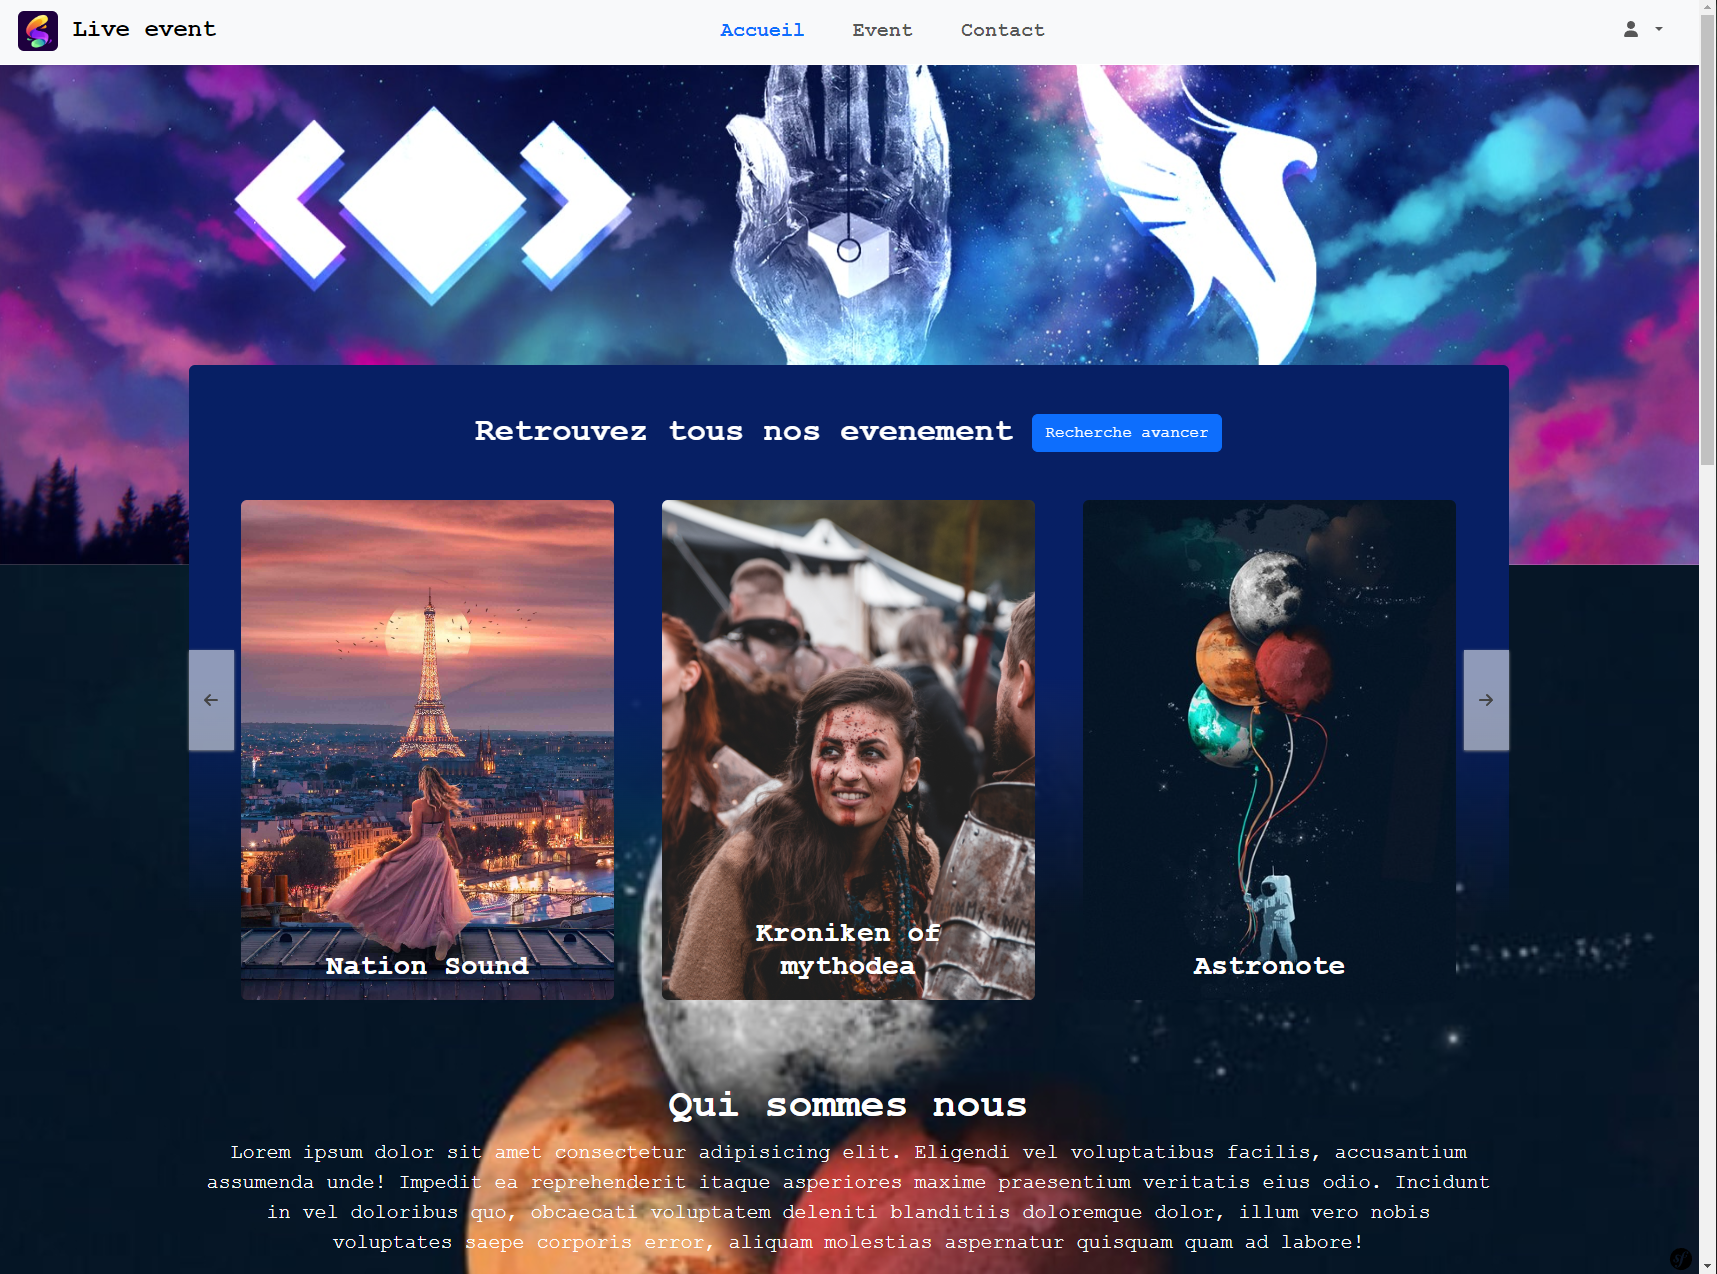 Live event
Accueil
Event
Contact
Retrouvez tous nos evenement
Recherche avancer
Nation Sound
Kroniken of
mythodea
Astronote
Qui sommes nous
Lorem ipsum dolor sit amet consectetur adipisicing elit. Eligendi vel voluptatibus facilis, accusantium
assumenda unde! Impedit ea reprehenderit itaque asperiores maxime praesentium veritatis eius odio. Incidunt
in vel doloribus quo, obcaecati voluptatem deleniti blanditiis doloremque dolor, illum vero nobis
voluptates saepe corporis error, aliquam molestias aspernatur quisquam quam ad labore!